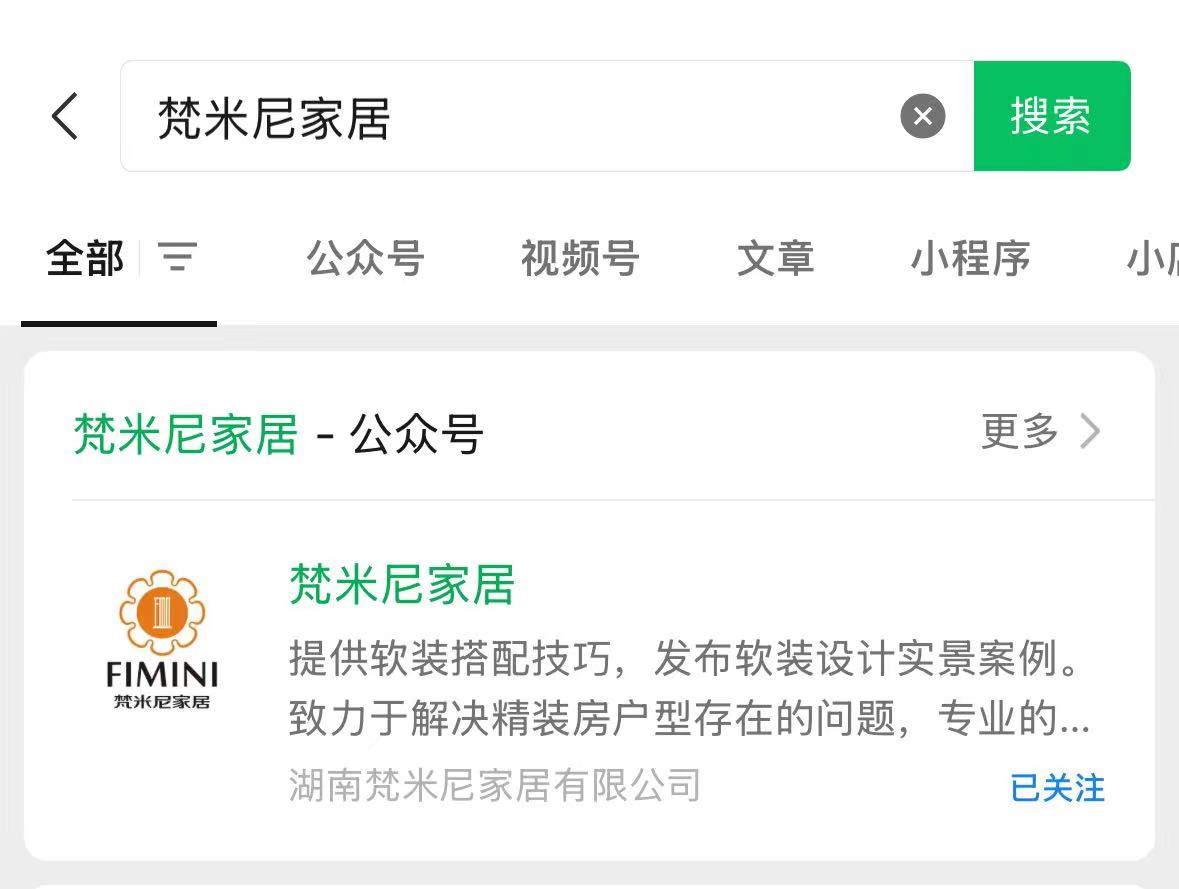 梵米尼家居
搜索
全部
公众号
视频号
文章
小程序
小店
梵米尼家居 - 公众号
更多
梵米尼家居
提供软装搭配技巧，发布软装设计实景案例。
致力于解决精装房户型存在的问题，专业的...
FIMINI
梵米尼家居
湖南梵米尼家居有限公司
已关注